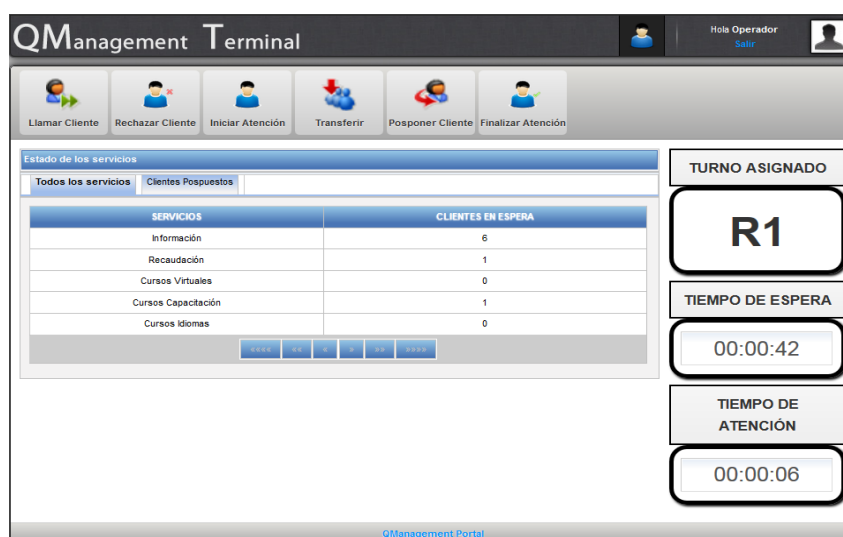 QManagement Terminal
Hola Operador
Salir
Llamar Cliente
Rechazar Cliente
Iniciar Atención
Transferir
Posponer Cliente
Finalizar Atención
Estado de los servicios
Todos los servicios
Clientes Pospuestos
SERVICIOS CLIENTES EN ESPERA
Información 6
Recaudación 1
Cursos Virtuales 0
Cursos Capacitación 1
Cursos Idiomas 0
<<<< << < > >> >>>>
TURNO ASIGNADO
R1
TIEMPO DE ESPERA
00:00:42
TIEMPO DE
ATENCIÓN
00:00:06
QManagement Portal